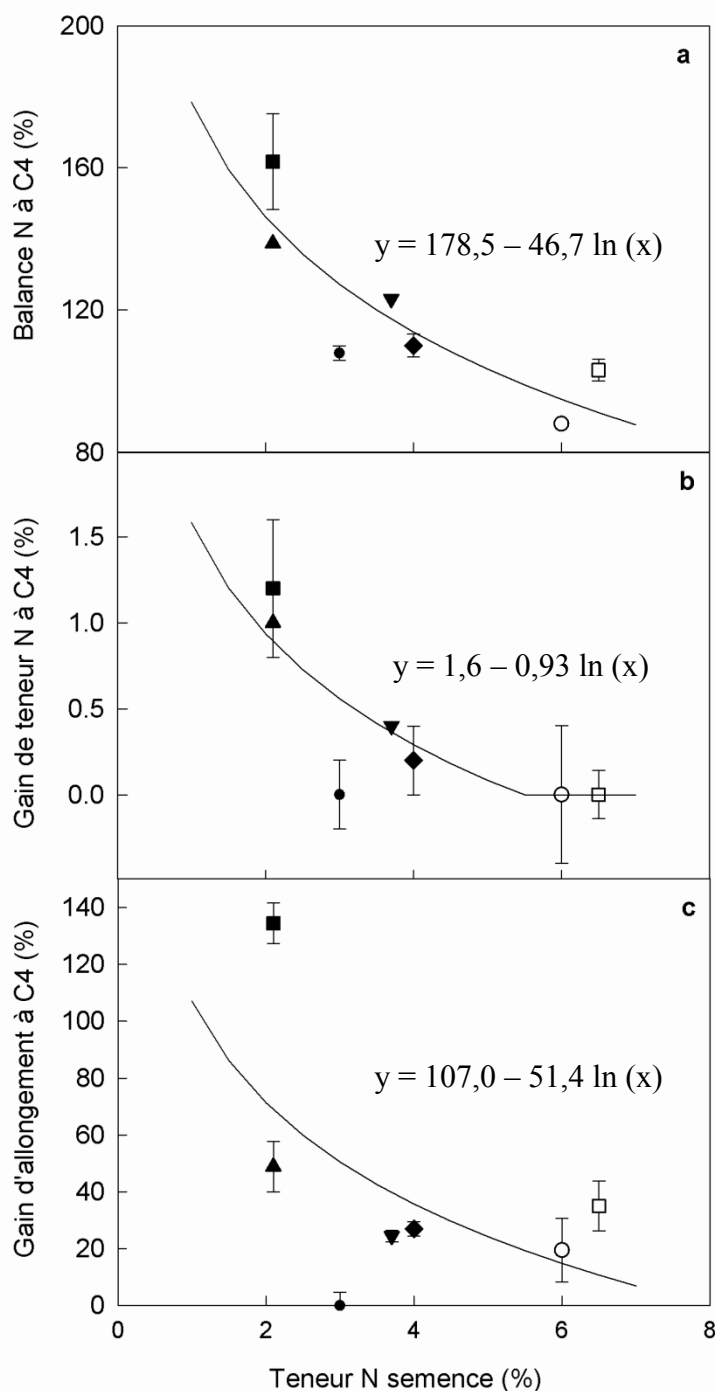 200
a
Balance N à C4 (%)
160
y = 178,5 – 46,7 ln (x)
120
80
b
Gain de teneur N à C4 (%)
1.5
1.0
y = 1,6 – 0,93 ln (x)
0.5
0.0
c
Gain d'allongement à C4 (%)
140
120
100
80
y = 107,0 – 51,4 ln (x)
60
40
20
0
0 2 4 6 8
Teneur N semence (%)